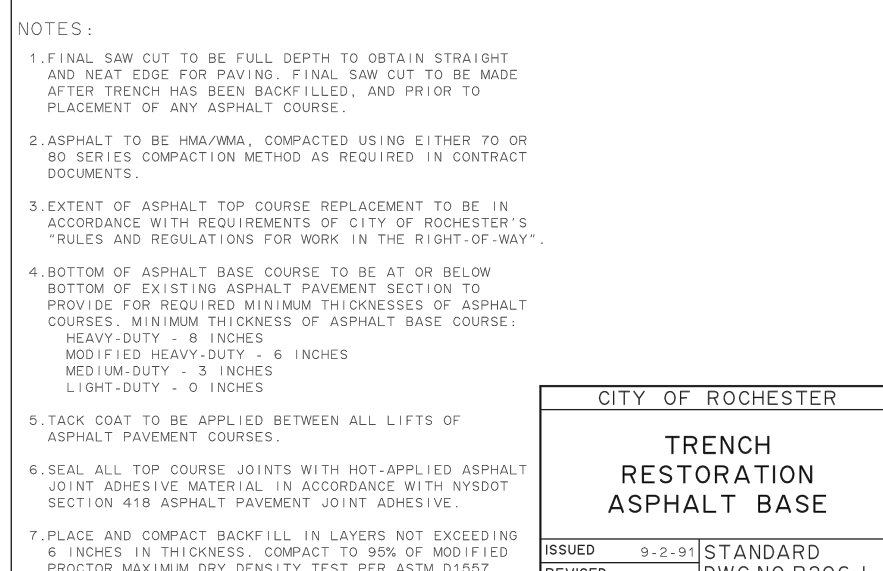 NOTES:
1.FINAL SAW CUT TO BE FULL DEPTH TO OBTAIN STRAIGHT
AND NEAT EDGE FOR PAVING. FINAL SAW CUT TO BE MADE
AFTER TRENCH HAS BEEN BACKFILLED, AND PRIOR TO
PLACEMENT OF ANY ASPHALT COURSE.
2.ASPHALT TO BE HMA/WMA, COMPACTED USING EITHER 70 OR
80 SERIES COMPACTION METHOD AS REQUIRED IN CONTRACT
DOCUMENTS.
3.EXTENT OF ASPHALT TOP COURSE REPLACEMENT TO BE IN
ACCORDANCE WITH REQUIREMENTS OF CITY OF ROCHESTER'S
"RULES AND REGULATIONS FOR WORK IN THE RIGHT-OF-WAY".
4.BOTTOM OF ASPHALT BASE COURSE TO BE AT OR BELOW
BOTTOM OF EXISTING ASPHALT PAVEMENT SECTION TO
PROVIDE FOR REQUIRED MINIMUM THICKNESSES OF ASPHALT
COURSES. MINIMUM THICKNESS OF ASPHALT BASE COURSE:
HEAVY-DUTY - 8 INCHES
MODIFIED HEAVY-DUTY - 6 INCHES
MEDIUM-DUTY - 3 INCHES
LIGHT-DUTY - 0 INCHES
5.TACK COAT TO BE APPLIED BETWEEN ALL LIFTS OF
ASPHALT PAVEMENT COURSES.
6.SEAL ALL TOP COURSE JOINTS WITH HOT-APPLIED ASPHALT
JOINT ADHESIVE MATERIAL IN ACCORDANCE WITH NYSDOT
SECTION 418 ASPHALT PAVEMENT JOINT ADHESIVE.
7.PLACE AND COMPACT BACKFILL IN LAYERS NOT EXCEEDING
6 INCHES IN THICKNESS. COMPACT TO 95% OF MODIFIED
PROCTOR MAXIMUM DRY DENSITY TEST PER ASTM D1557
CITY OF ROCHESTER
TRENCH
RESTORATION
ASPHALT BASE
ISSUED 9-2-91
STANDARD
REVISED
DWG NO